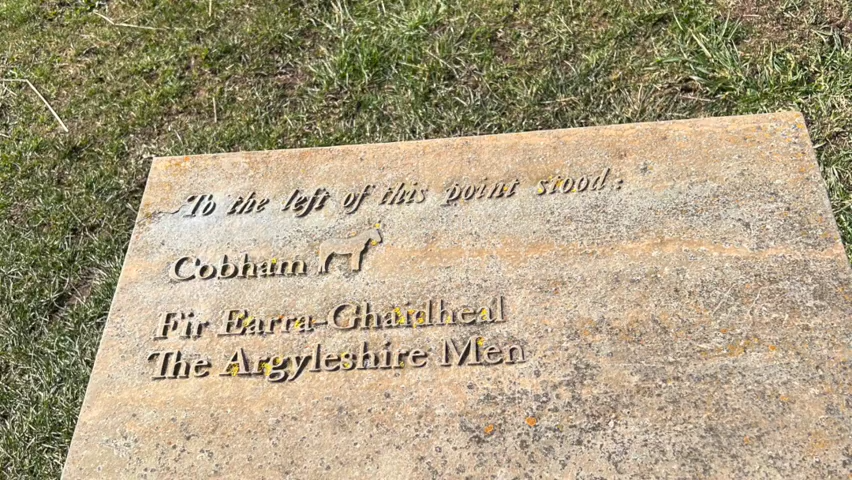 To the left of this point stood:
Cobham
Fir Earra-Ghaidheal
The Argyleshire Men